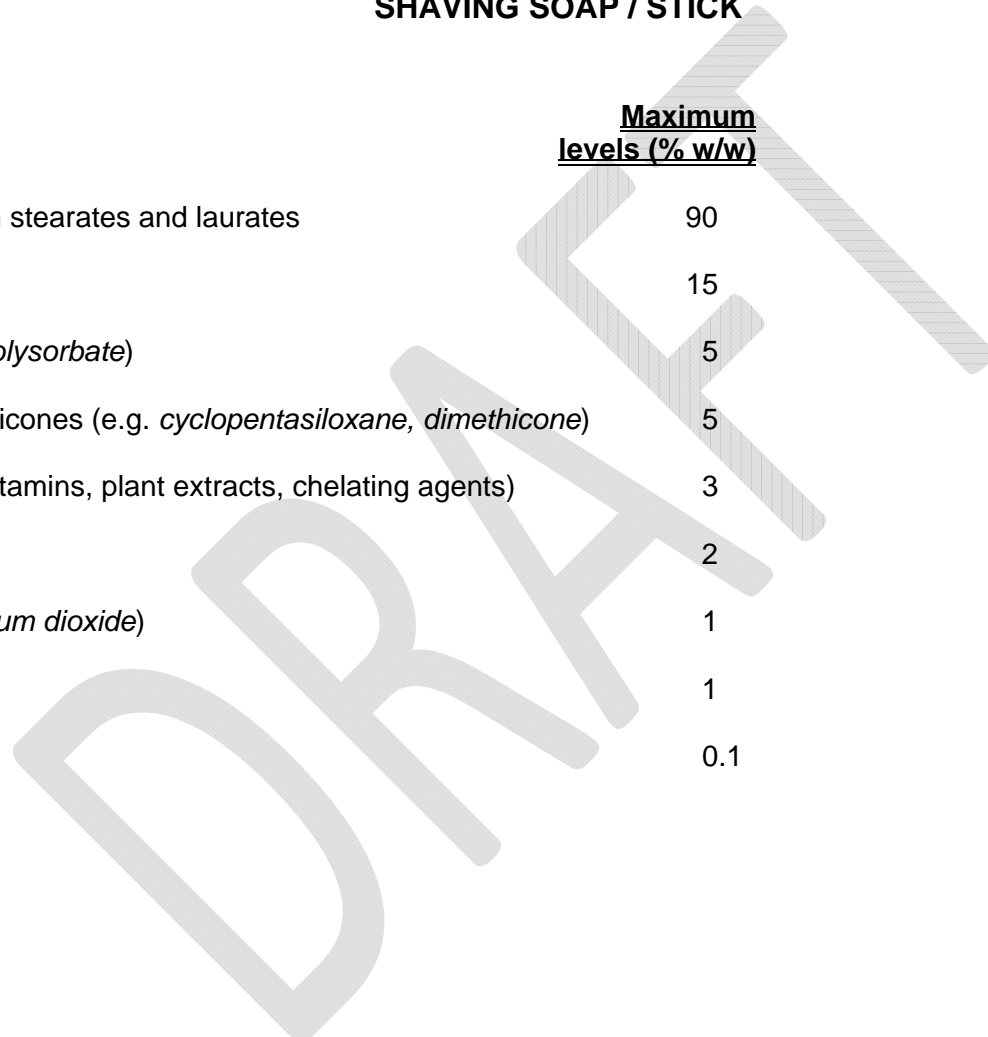 SHAVING SOAP / STICK
Maximum
levels (% w/w)
stearates and laurates 90
15
olysorbate) 5
icones (e.g. cyclopentasiloxane, dimethicone) 5
tamins, plant extracts, chelating agents) 3
2
um dioxide) 1
1
0.1
DRAFT